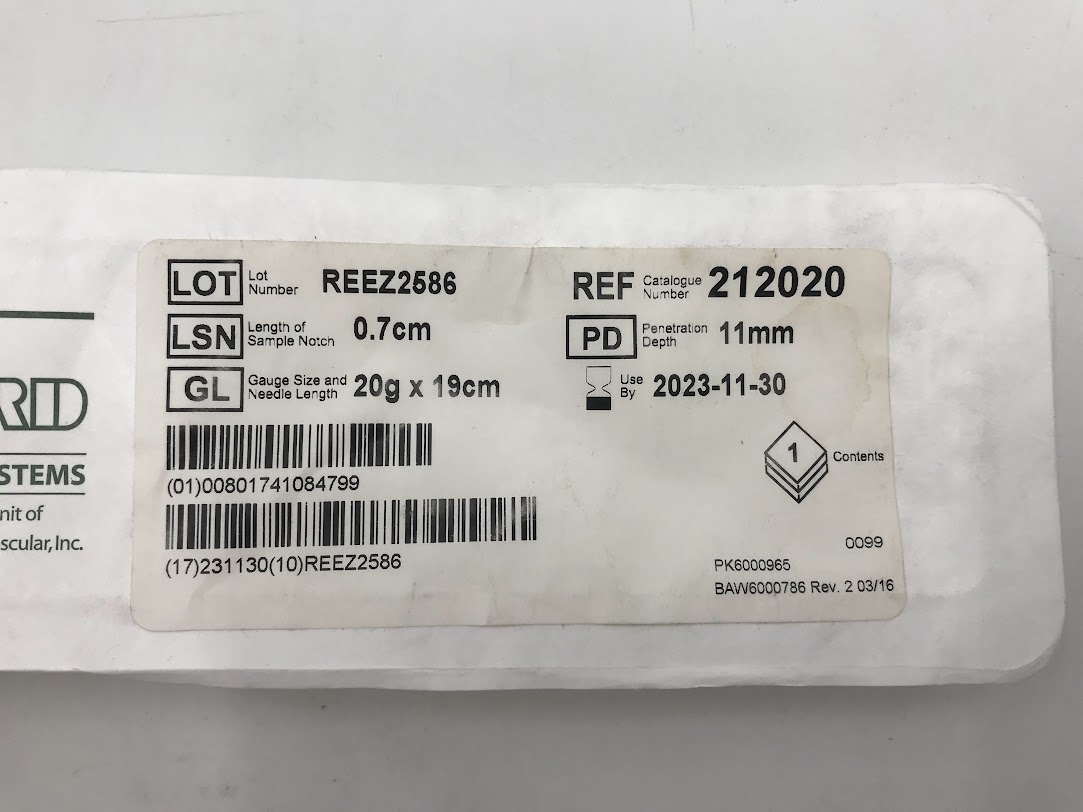 LOT Lot Number REEZ2586
REF Catalogue Number 212020
LSN Length of Sample Notch 0.7cm
PD Penetration Depth 11mm
GL Gauge Size and Needle Length 20g x 19cm
Use By 2023-11-30
1 Contents
(01)00801741084799
(17)231130(10)REEZ2586
0099
PK6000965
BAW6000786 Rev. 2 03/16
RD
STEMS
nit of
scular, Inc.